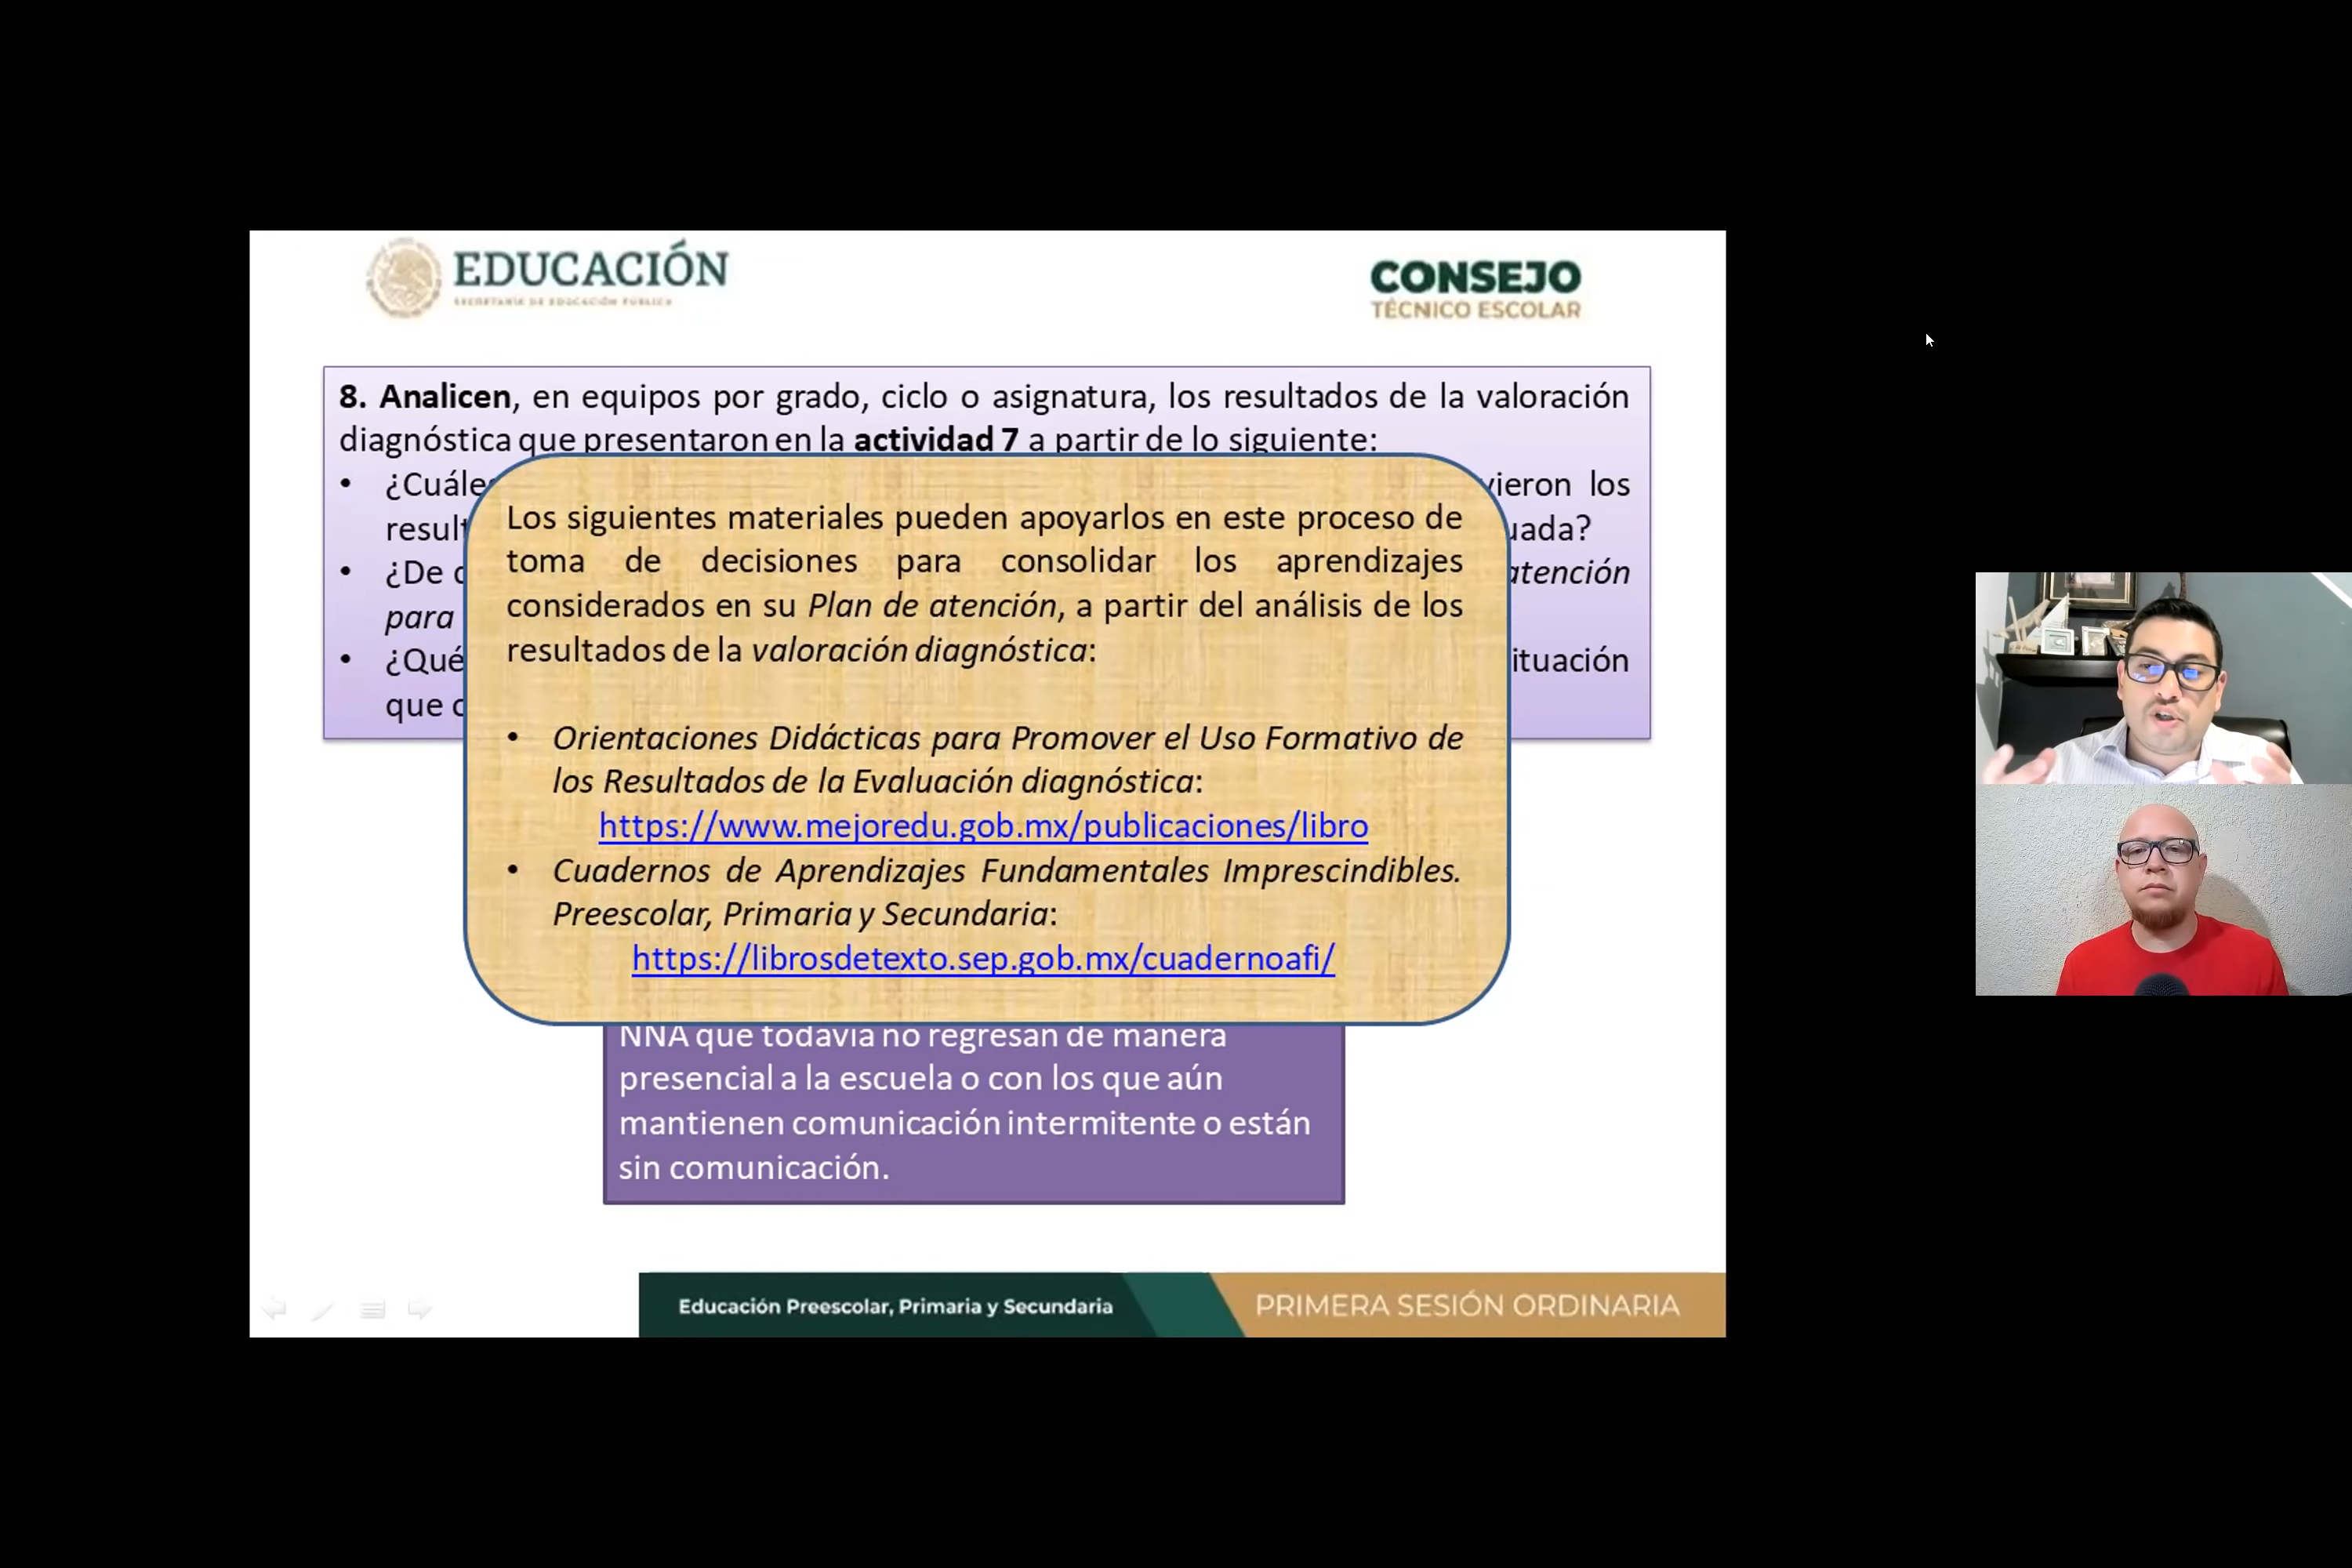 EDUCACIÓN
SECRETARÍA DE EDUCACIÓN PÚBLICA
CONSEJO
TÉCNICO ESCOLAR
8. Analicen, en equipos por grado, ciclo o asignatura, los resultados de la valoración
diagnóstica que presentaron en la actividad 7 a partir de lo siguiente:
los
• ¿De
atención
para
• ¿Qué
que
Los siguientes materiales pueden apoyarlos en este proceso de
toma de decisiones para consolidar los aprendizajes
considerados en su Plan de atención, a partir del análisis de los
resultados de la valoración diagnóstica:
• Orientaciones Didácticas para Promover el Uso Formativo de
los Resultados de la Evaluación diagnóstica:
https://www.mejoredu.gob.mx/publicaciones/libro
• Cuadernos de Aprendizajes Fundamentales Imprescindibles.
Preescolar, Primaria y Secundaria:
https://librosdetexto.sep.gob.mx/cuadernoafi/
NNA que todavía no regresan de manera
presencial a la escuela o con los que aún
mantienen comunicación intermitente o están
sin comunicación.
Educación Preescolar, Primaria y Secundaria
PRIMERA SESIÓN ORDINARIA